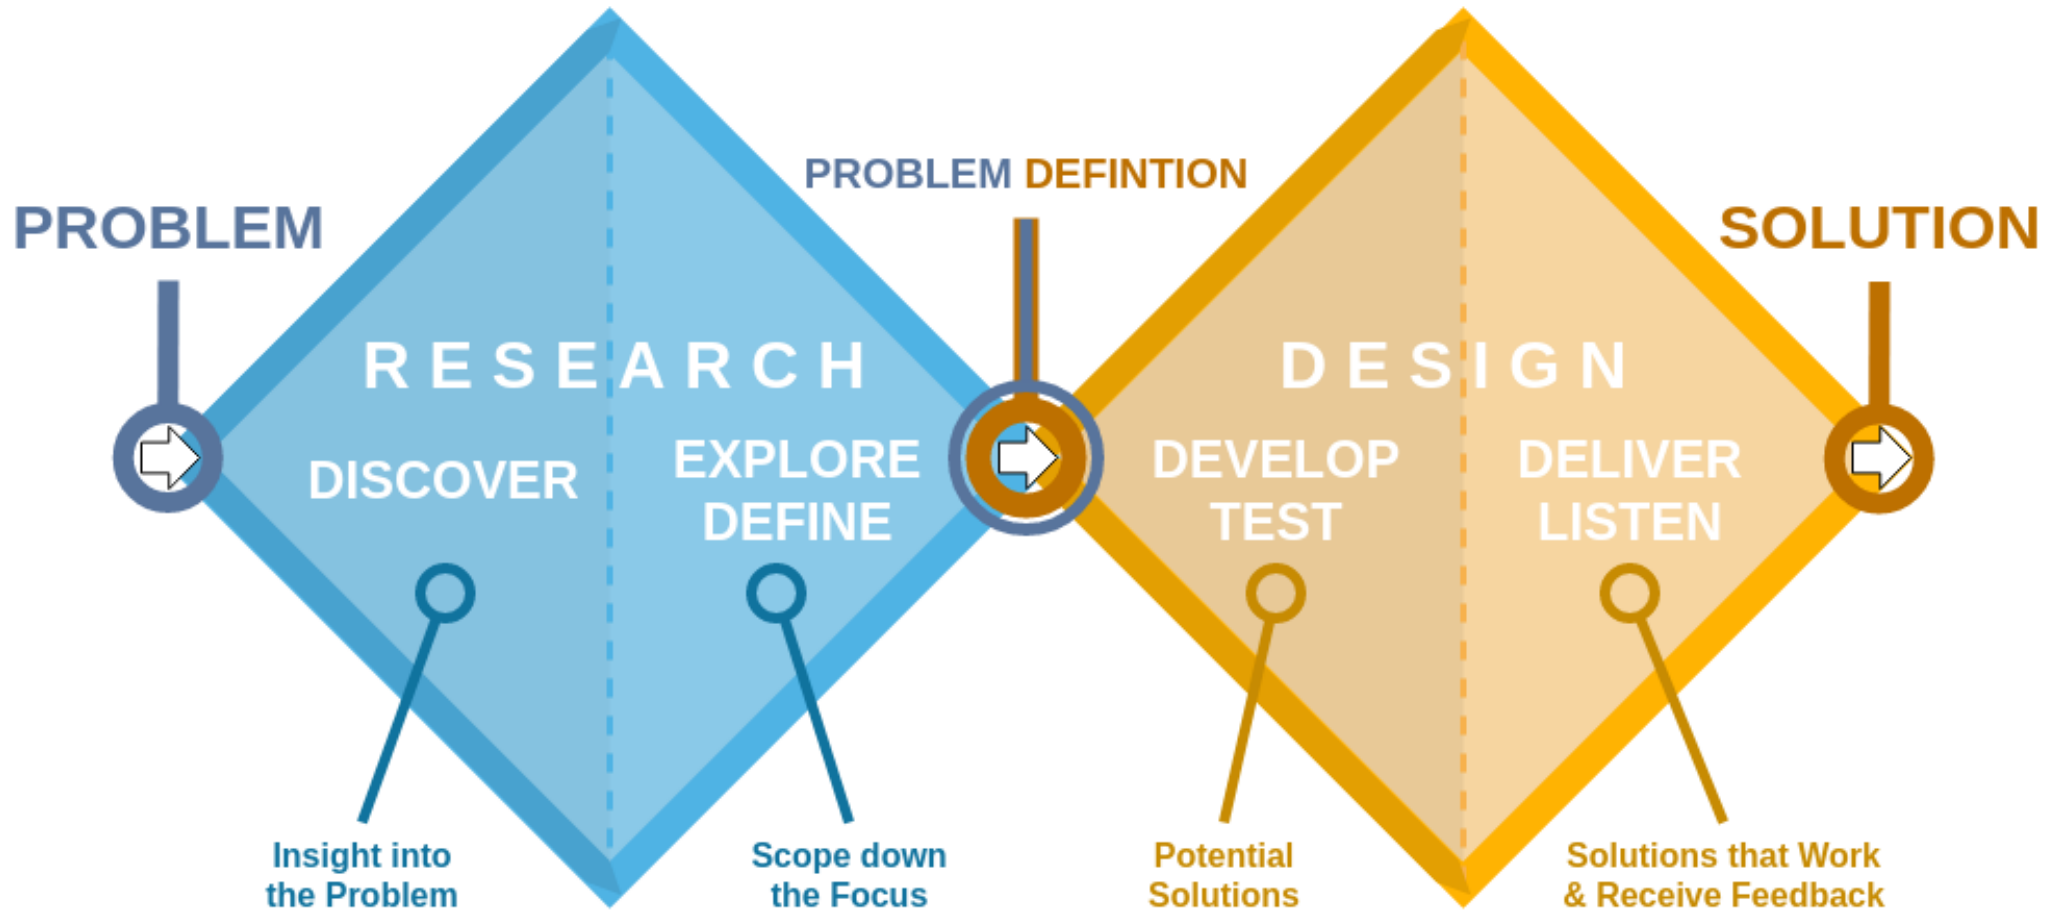 PROBLEM
PROBLEM DEFINTION
SOLUTION
RESEARCH
DISCOVER
EXPLORE
DEFINE
DESIGN
DEVELOP
TEST
DELIVER
LISTEN
Insight into
the Problem
Scope down
the Focus
Potential
Solutions
Solutions that Work
& Receive Feedback